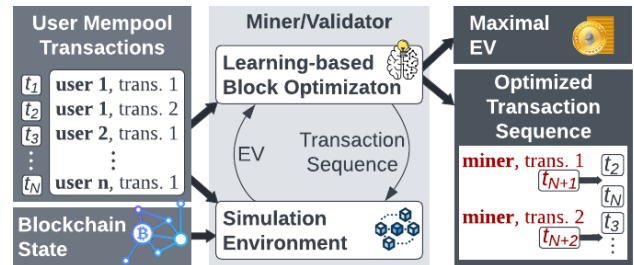 User Mempool
Transactions
t1 user 1, trans. 1
t2 user 1, trans. 2
t3 user 2, trans. 1
⋮ ⋮
tN user n, trans. 1
Blockchain
State
Miner/Validator
Learning-based
Block Optimizaton
EV
Transaction
Sequence
Simulation
Environment
Maximal
EV
Optimized
Transaction
Sequence
miner, trans. 1
t2
tN+1
tN
miner, trans. 2
t3
tN+2
⋮